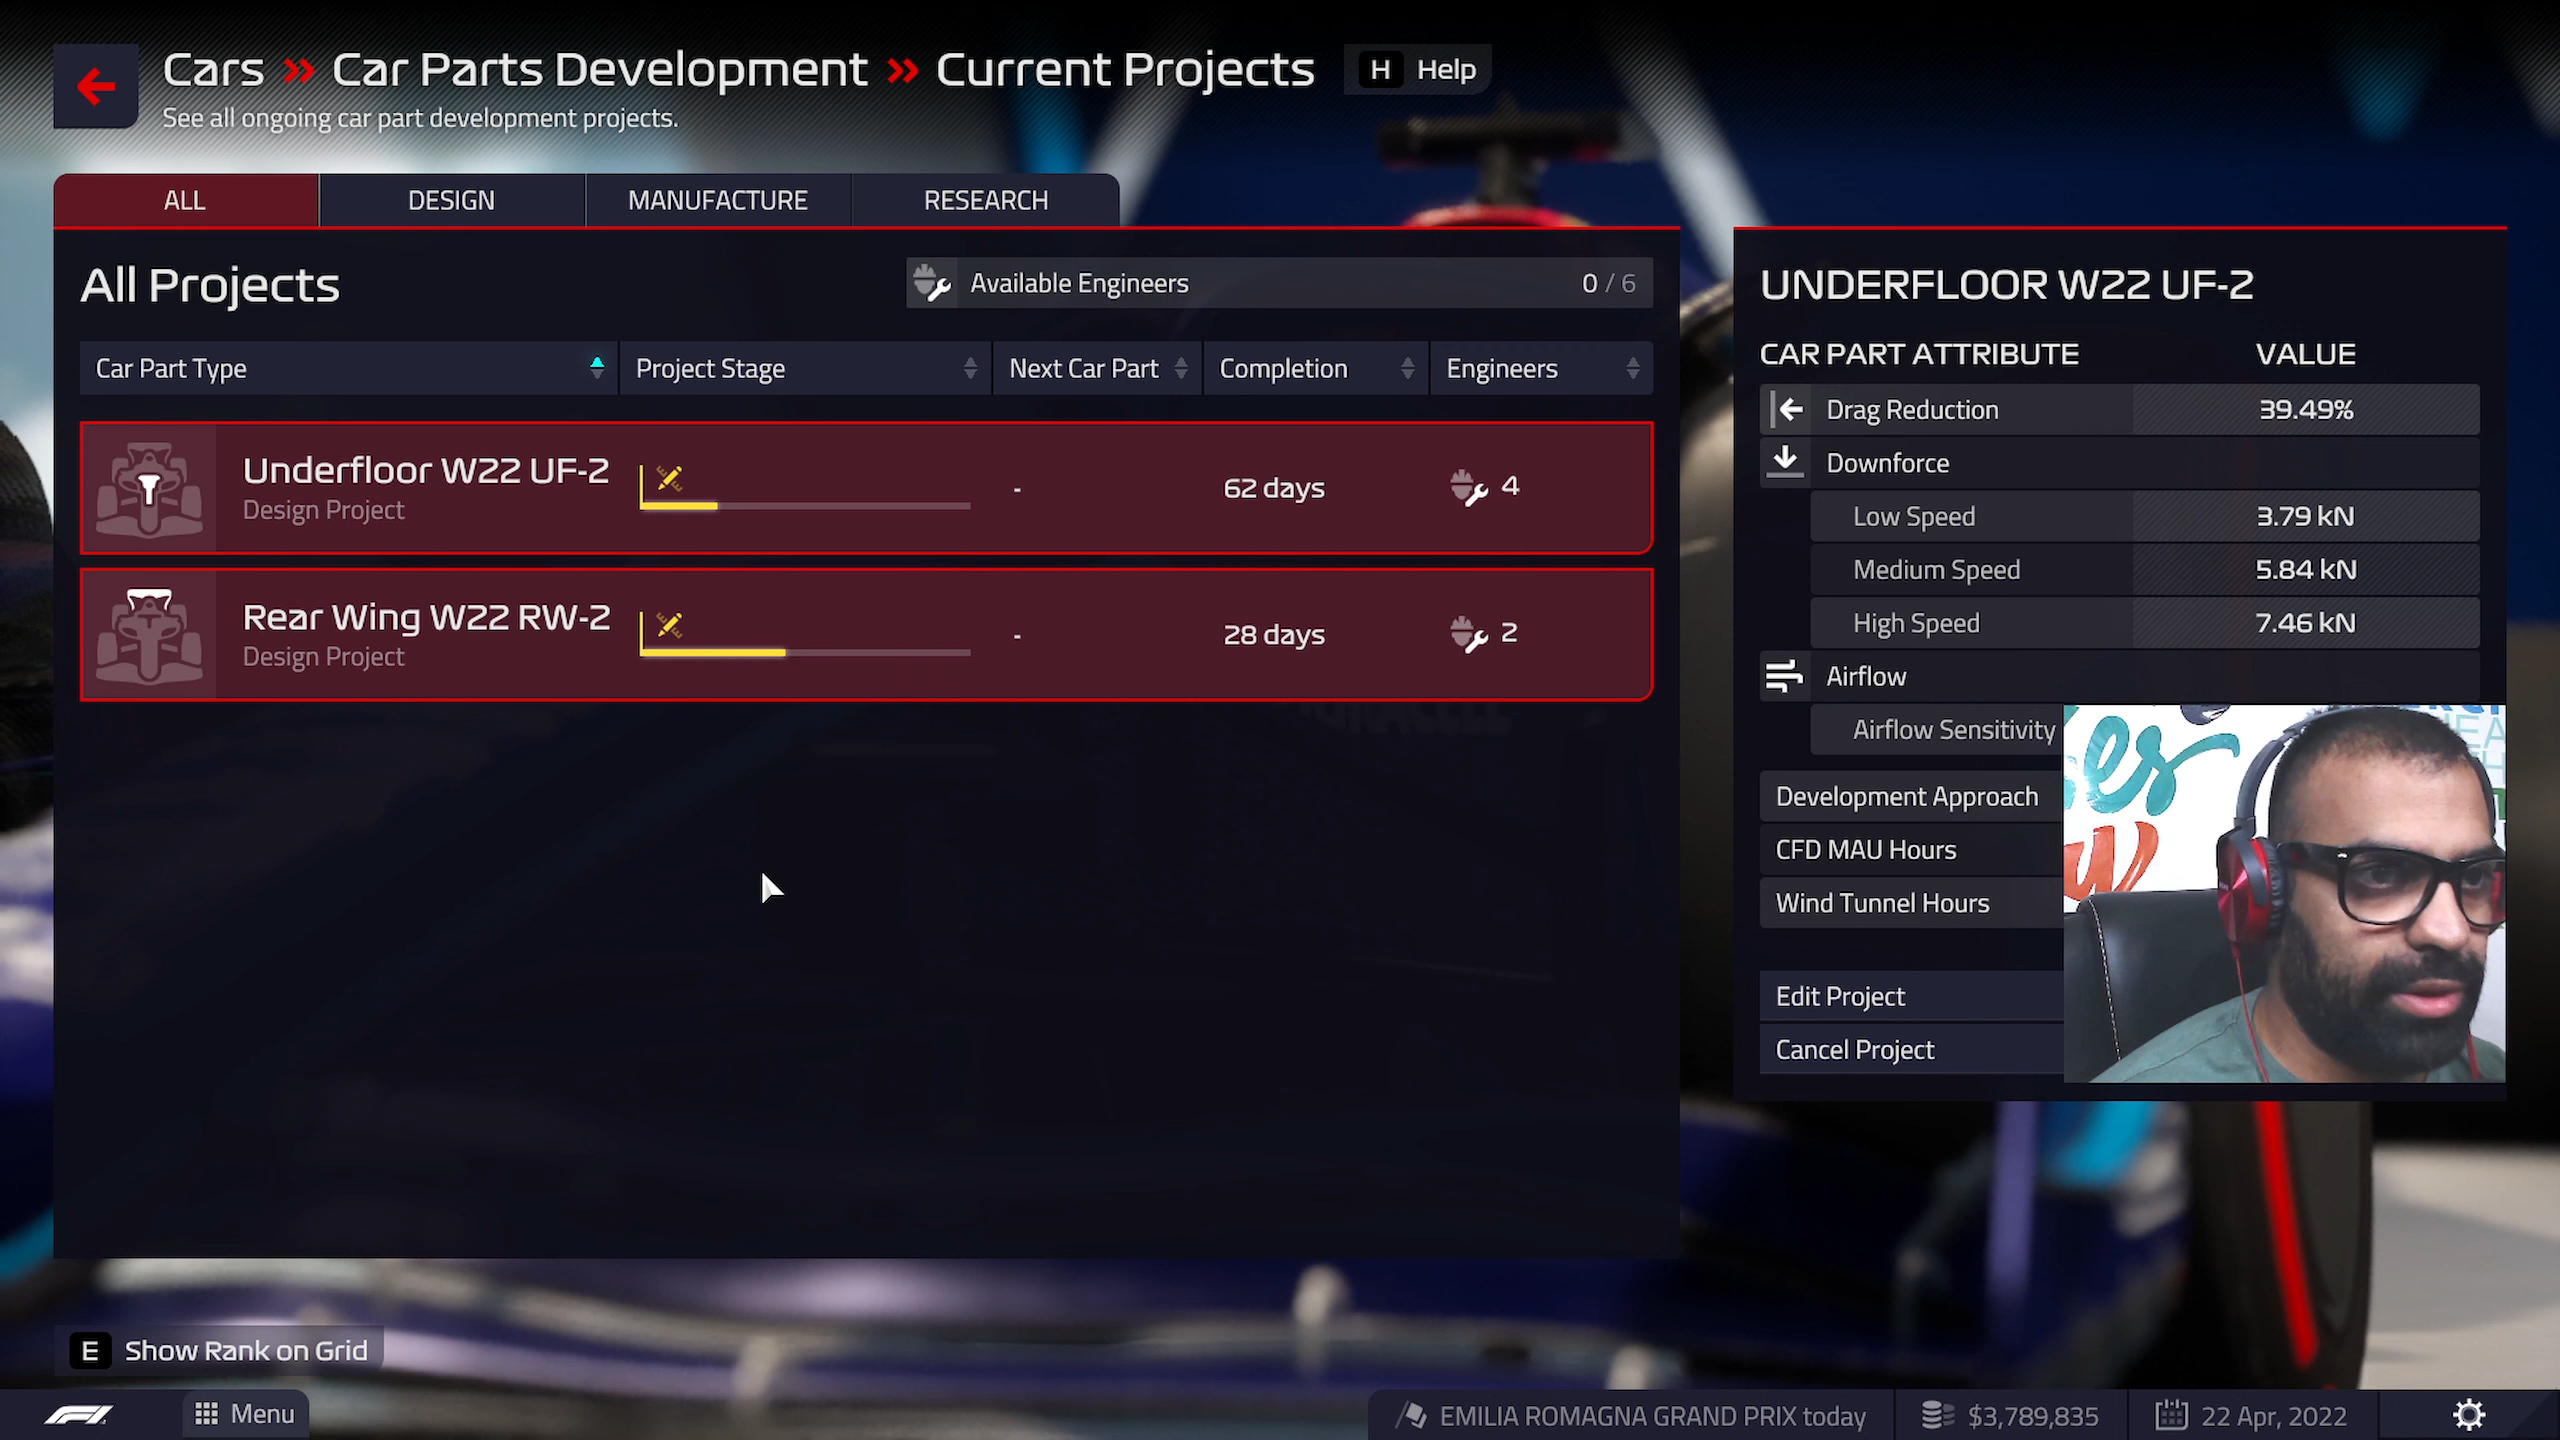 Cars » Car Parts Development » Current Projects
H Help
See all ongoing car part development projects.
ALL
DESIGN
MANUFACTURE
RESEARCH
All Projects
Available Engineers
0 / 6
Car Part Type
Project Stage
Next Car Part
Completion
Engineers
Underfloor W22 UF-2
Design Project
-
62 days
4
Rear Wing W22 RW-2
Design Project
-
28 days
2
UNDERFLOOR W22 UF-2
CAR PART ATTRIBUTE
VALUE
Drag Reduction
39.49%
Downforce
Low Speed
3.79 kN
Medium Speed
5.84 kN
High Speed
7.46 kN
Airflow
Airflow Sensitivity
Development Approach
CFD MAU Hours
Wind Tunnel Hours
Edit Project
Cancel Project
E Show Rank on Grid
F1
Menu
EMILIA ROMAGNA GRAND PRIX today
$3,789,835
22 Apr, 2022